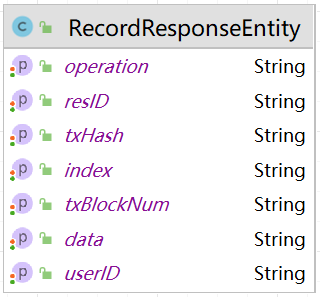 RecordResponseEntity
operation String
resID String
txHash String
index String
txBlockNum String
data String
userID String